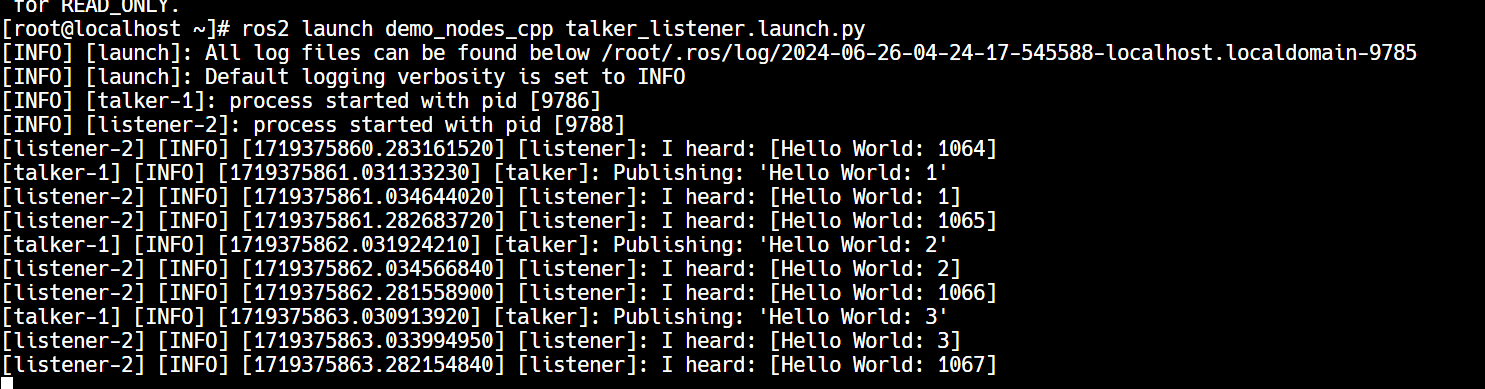 for READ_ONLY.
[root@localhost ~]# ros2 launch demo_nodes_cpp talker_listener.launch.py
[INFO] [launch]: All log files can be found below /root/.ros/log/2024-06-26-04-24-17-545588-localhost.localdomain-9785
[INFO] [launch]: Default logging verbosity is set to INFO
[INFO] [talker-1]: process started with pid [9786]
[INFO] [listener-2]: process started with pid [9788]
[listener-2] [INFO] [1719375860.283161520] [listener]: I heard: [Hello World: 1064]
[talker-1] [INFO] [1719375861.031133230] [talker]: Publishing: 'Hello World: 1'
[listener-2] [INFO] [1719375861.034644020] [listener]: I heard: [Hello World: 1]
[listener-2] [INFO] [1719375861.282683720] [listener]: I heard: [Hello World: 1065]
[talker-1] [INFO] [1719375862.031924210] [talker]: Publishing: 'Hello World: 2'
[listener-2] [INFO] [1719375862.034566840] [listener]: I heard: [Hello World: 2]
[listener-2] [INFO] [1719375862.281558900] [listener]: I heard: [Hello World: 1066]
[talker-1] [INFO] [1719375863.030913920] [talker]: Publishing: 'Hello World: 3'
[listener-2] [INFO] [1719375863.033994950] [listener]: I heard: [Hello World: 3]
[listener-2] [INFO] [1719375863.282154840] [listener]: I heard: [Hello World: 1067]